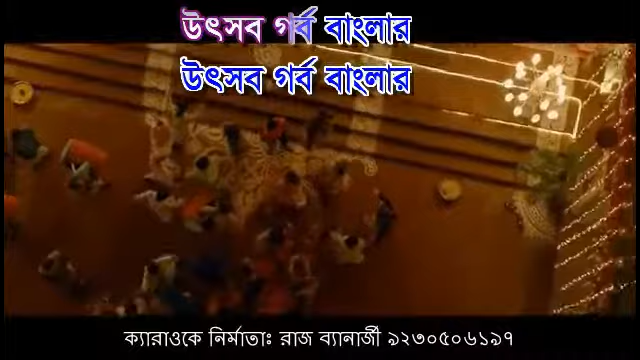 উৎসব গর্ব বাংলার
উৎসব গর্ব বাংলার
ক্যারাওকে নির্মাতাঃ রাজ ব্যানার্জী ৯২৩০৫০৬১৯৭